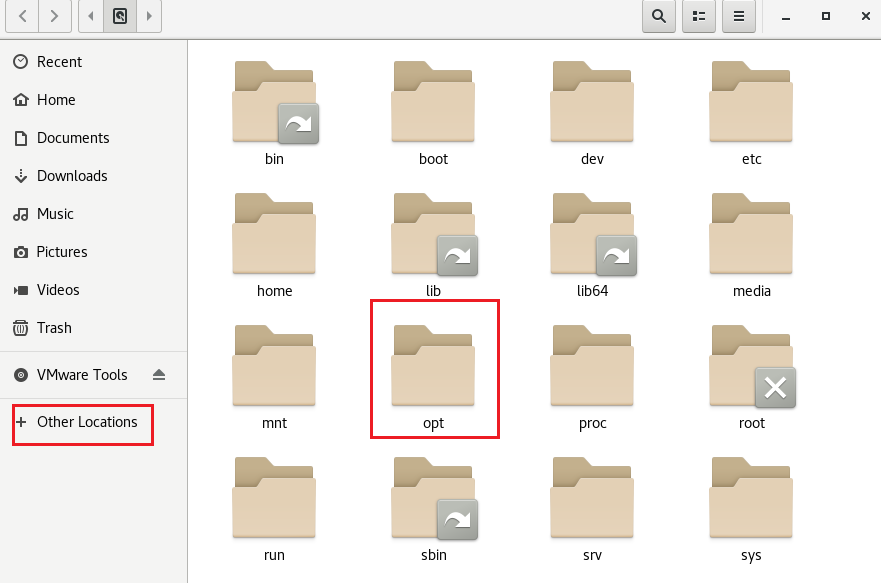 Recent
Home
Documents
Downloads
Music
Pictures
Videos
Trash
VMware Tools
Other Locations
bin
boot
dev
etc
home
lib
lib64
media
mnt
opt
proc
root
run
sbin
srv
sys